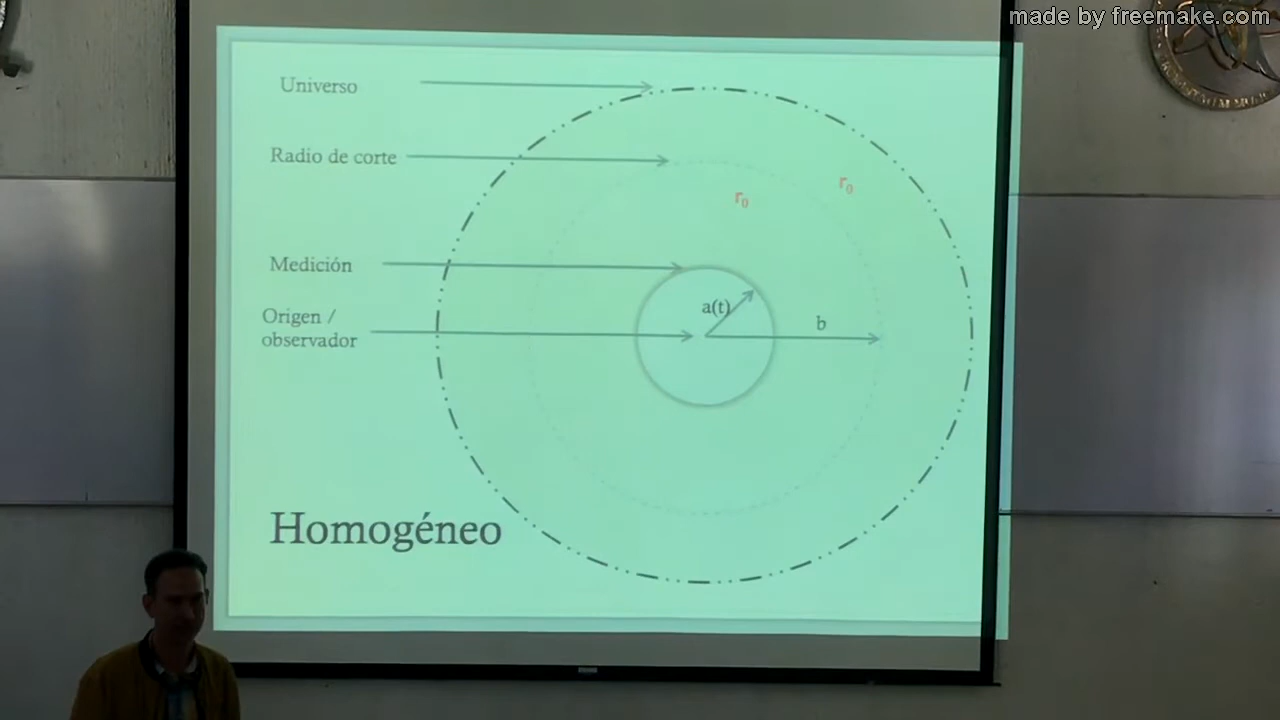 made by freemake.com
Universo
Radio de corte
r₀
r₀
Medición
a(t)
b
Origen /
observador
Homogéneo